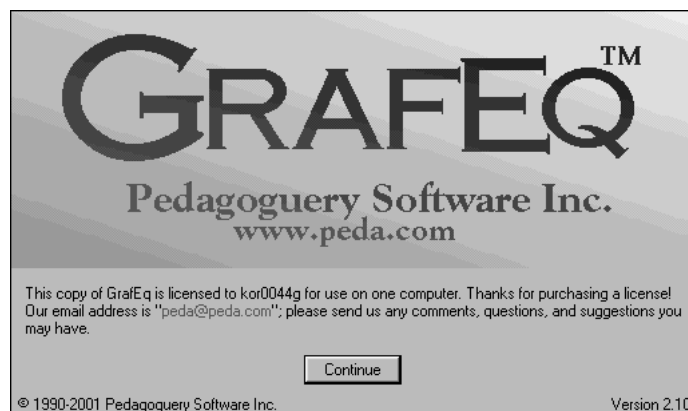 GRAFEQ™
Pedagoguery Software Inc.
www.peda.com
This copy of GrafEq is licensed to kor0044g for use on one computer. Thanks for purchasing a license!
Our email address is "peda@peda.com"; please send us any comments, questions, and suggestions you
may have.
Continue
© 1990-2001 Pedagoguery Software Inc.
Version 2.10